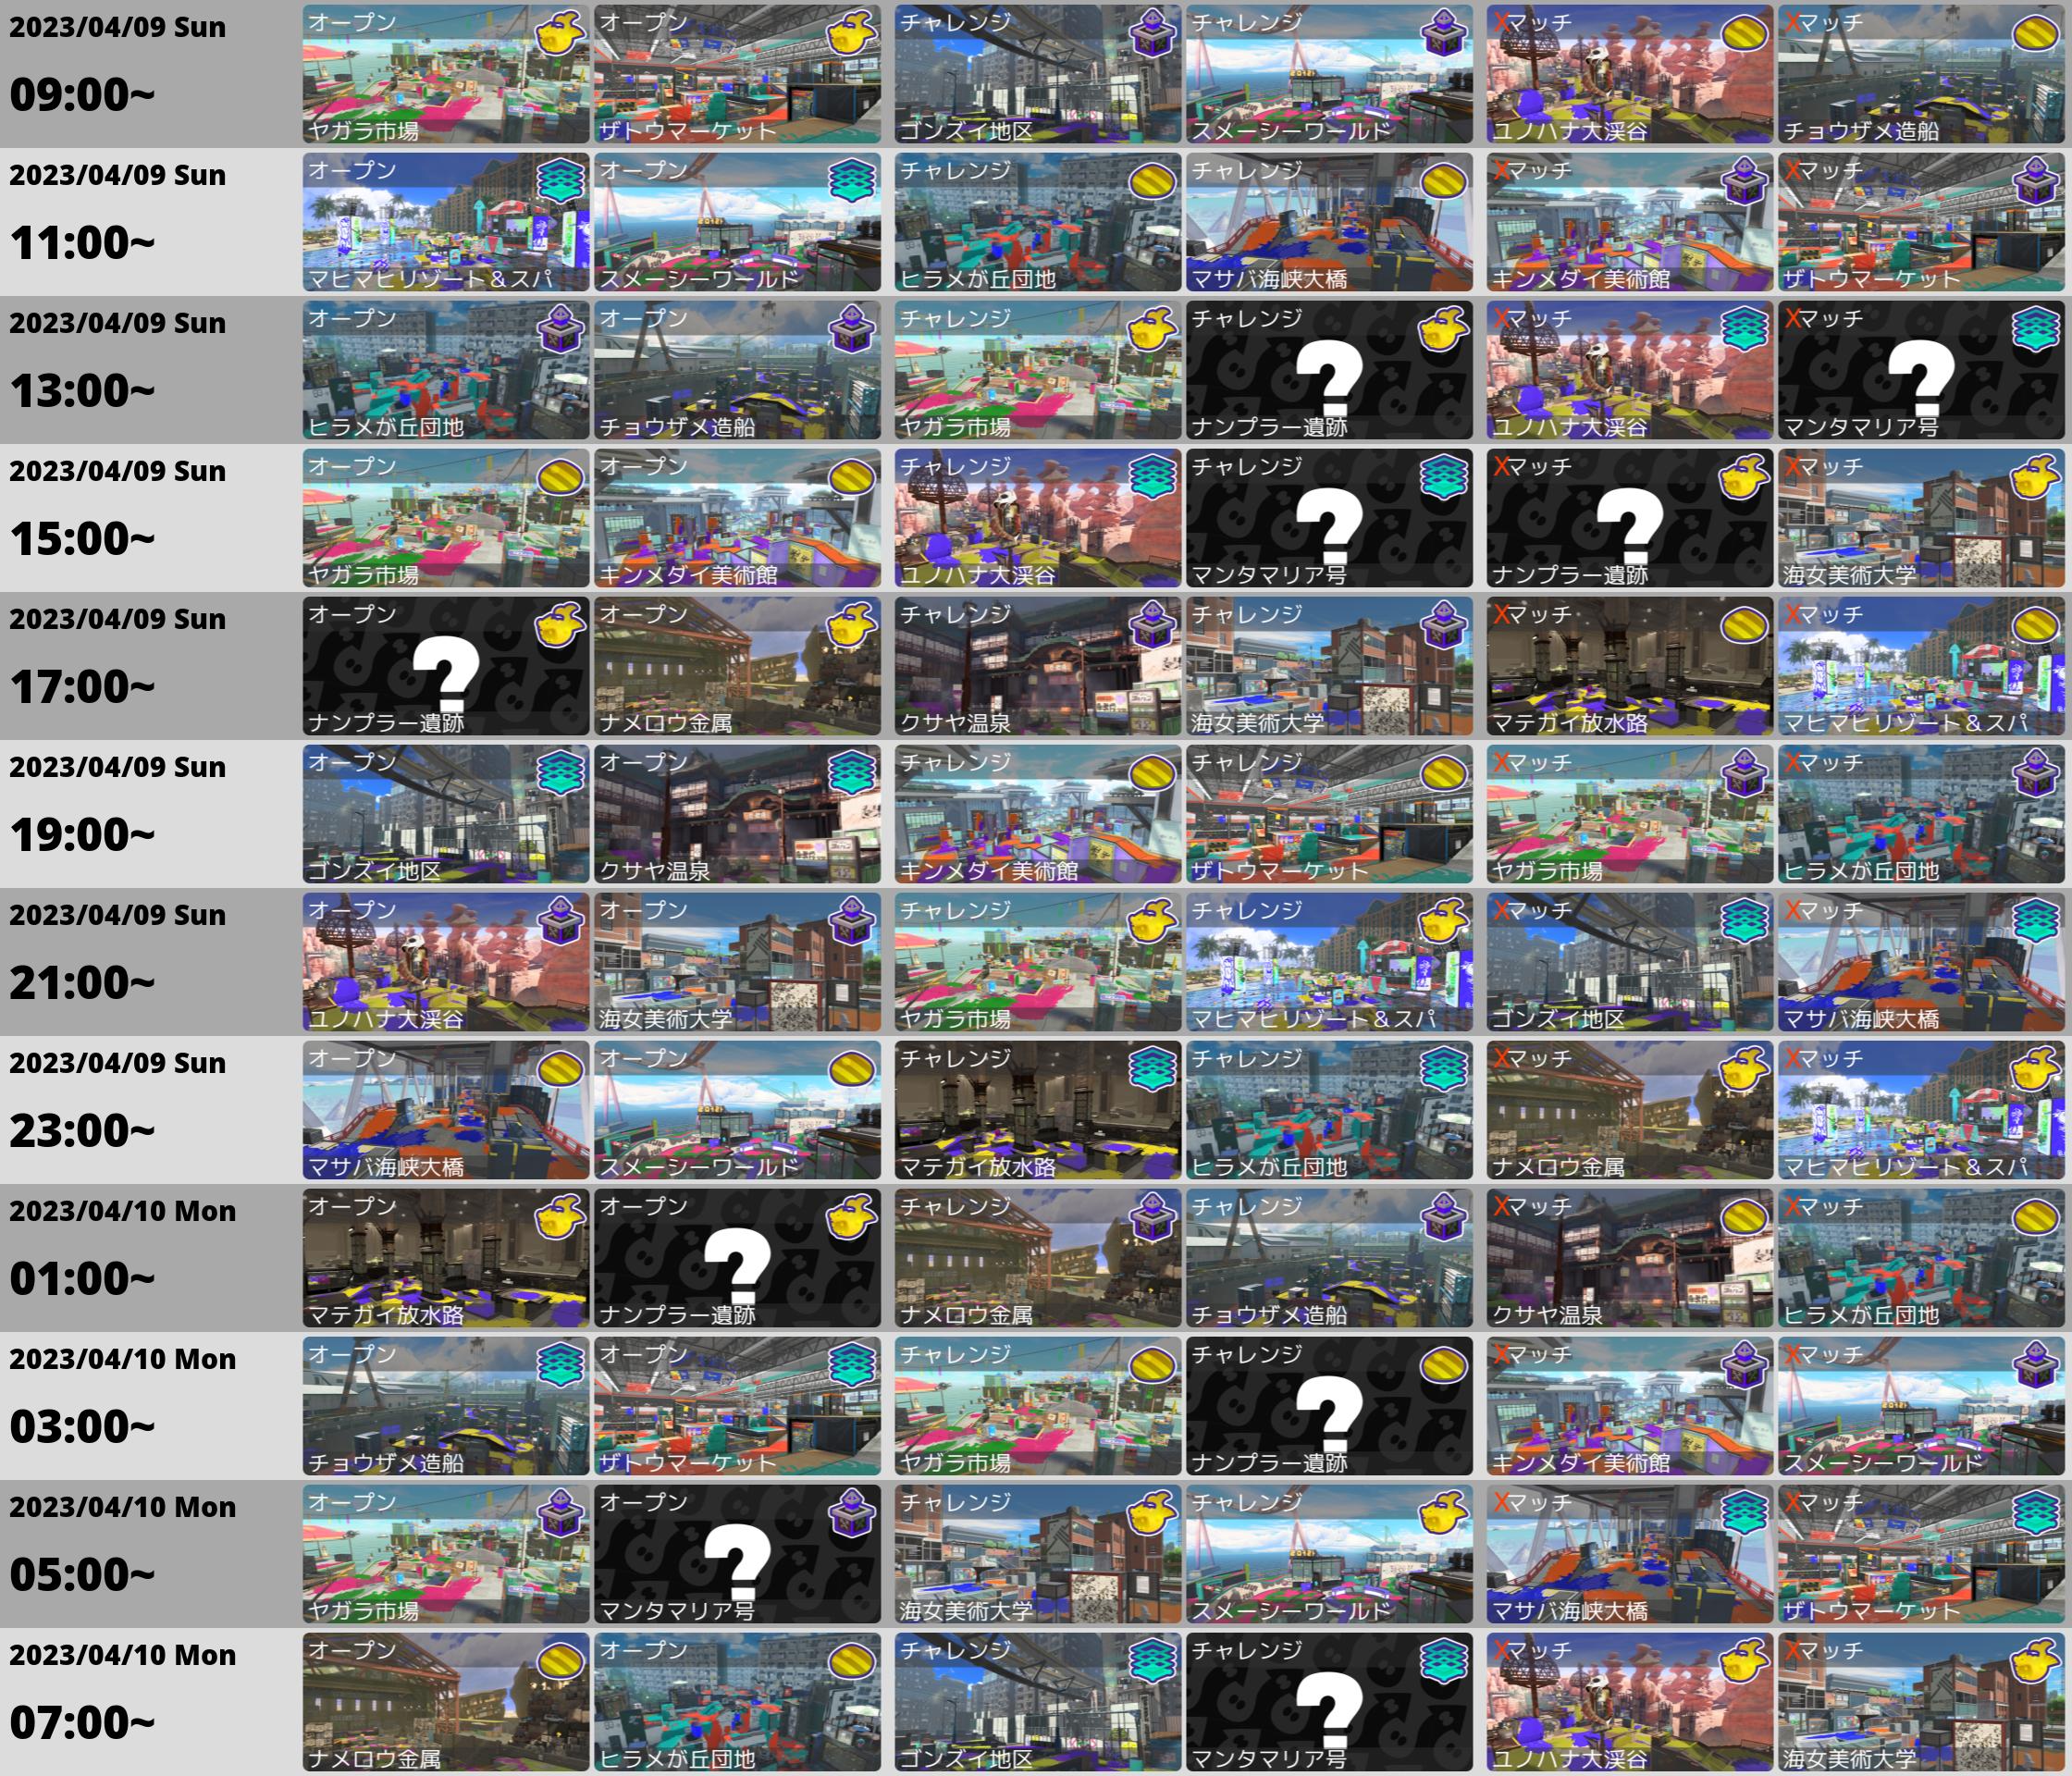 2023/04/09 Sun
09:00~
オープン
ヤガラ市場
オープン
ザトウマーケット
チャレンジ
ゴンズイ地区
チャレンジ
スメーシーワールド
Xマッチ
ユノハナ大渓谷
Xマッチ
チョウザメ造船
2023/04/09 Sun
11:00~
オープン
マヒマヒリゾート＆スパ
オープン
スメーシーワールド
チャレンジ
ヒラメが丘団地
チャレンジ
マサバ海峡大橋
Xマッチ
キンメダイ美術館
Xマッチ
ザトウマーケット
2023/04/09 Sun
13:00~
オープン
ヒラメが丘団地
オープン
チョウザメ造船
チャレンジ
ヤガラ市場
チャレンジ
?
ナンプラー遺跡
Xマッチ
ユノハナ大渓谷
Xマッチ
?
マンタマリア号
2023/04/09 Sun
15:00~
オープン
ヤガラ市場
オープン
キンメダイ美術館
チャレンジ
ユノハナ大渓谷
チャレンジ
?
マンタマリア号
Xマッチ
?
ナンプラー遺跡
Xマッチ
海女美術大学
2023/04/09 Sun
17:00~
オープン
?
ナンプラー遺跡
オープン
ナメロウ金属
チャレンジ
クサヤ温泉
チャレンジ
海女美術大学
Xマッチ
マテガイ放水路
Xマッチ
マヒマヒリゾート＆スパ
2023/04/09 Sun
19:00~
オープン
ゴンズイ地区
オープン
クサヤ温泉
チャレンジ
キンメダイ美術館
チャレンジ
ザトウマーケット
Xマッチ
ヤガラ市場
Xマッチ
ヒラメが丘団地
2023/04/09 Sun
21:00~
オープン
ユノハナ大渓谷
オープン
海女美術大学
チャレンジ
ヤガラ市場
チャレンジ
マヒマヒリゾート＆スパ
Xマッチ
ゴンズイ地区
Xマッチ
マサバ海峡大橋
2023/04/09 Sun
23:00~
オープン
マサバ海峡大橋
オープン
スメーシーワールド
チャレンジ
マテガイ放水路
チャレンジ
ヒラメが丘団地
Xマッチ
ナメロウ金属
Xマッチ
マヒマヒリゾート＆スパ
2023/04/10 Mon
01:00~
オープン
マテガイ放水路
オープン
?
ナンプラー遺跡
チャレンジ
ナメロウ金属
チャレンジ
チョウザメ造船
Xマッチ
クサヤ温泉
Xマッチ
ヒラメが丘団地
2023/04/10 Mon
03:00~
オープン
チョウザメ造船
オープン
ザトウマーケット
チャレンジ
ヤガラ市場
チャレンジ
?
ナンプラー遺跡
Xマッチ
キンメダイ美術館
Xマッチ
スメーシーワールド
2023/04/10 Mon
05:00~
オープン
ヤガラ市場
オープン
?
マンタマリア号
チャレンジ
海女美術大学
チャレンジ
スメーシーワールド
Xマッチ
マサバ海峡大橋
Xマッチ
ザトウマーケット
2023/04/10 Mon
07:00~
オープン
ナメロウ金属
オープン
ヒラメが丘団地
チャレンジ
ゴンズイ地区
チャレンジ
?
マンタマリア号
Xマッチ
ユノハナ大渓谷
Xマッチ
海女美術大学